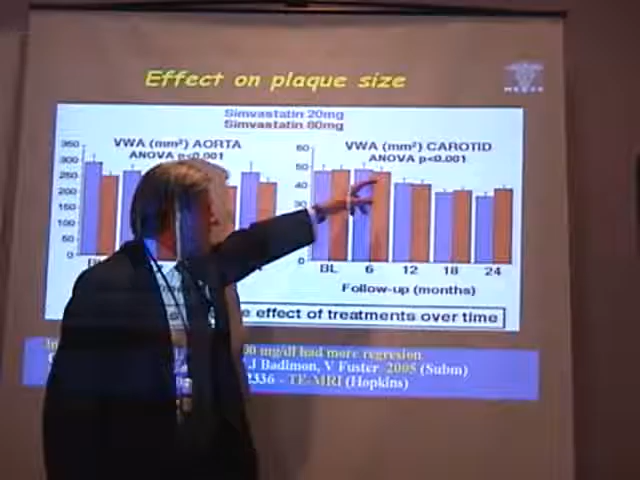 Effect on plaque size
Simvastatin 20mg
Simvastatin 80mg
VWA (mm²) AORTA
ANOVA p<0.001
350
300
250
200
150
100
50
0
VWA (mm²) CAROTID
ANOVA p<0.001
60
50
40
30
0
BL 6 12 18 24
Follow-up (months)
e effect of treatments over time
00 mg/dl had more regresion
J Badimon, V Fuster 2005 (Subm)
2336 - TE-MRI (Hopkins)